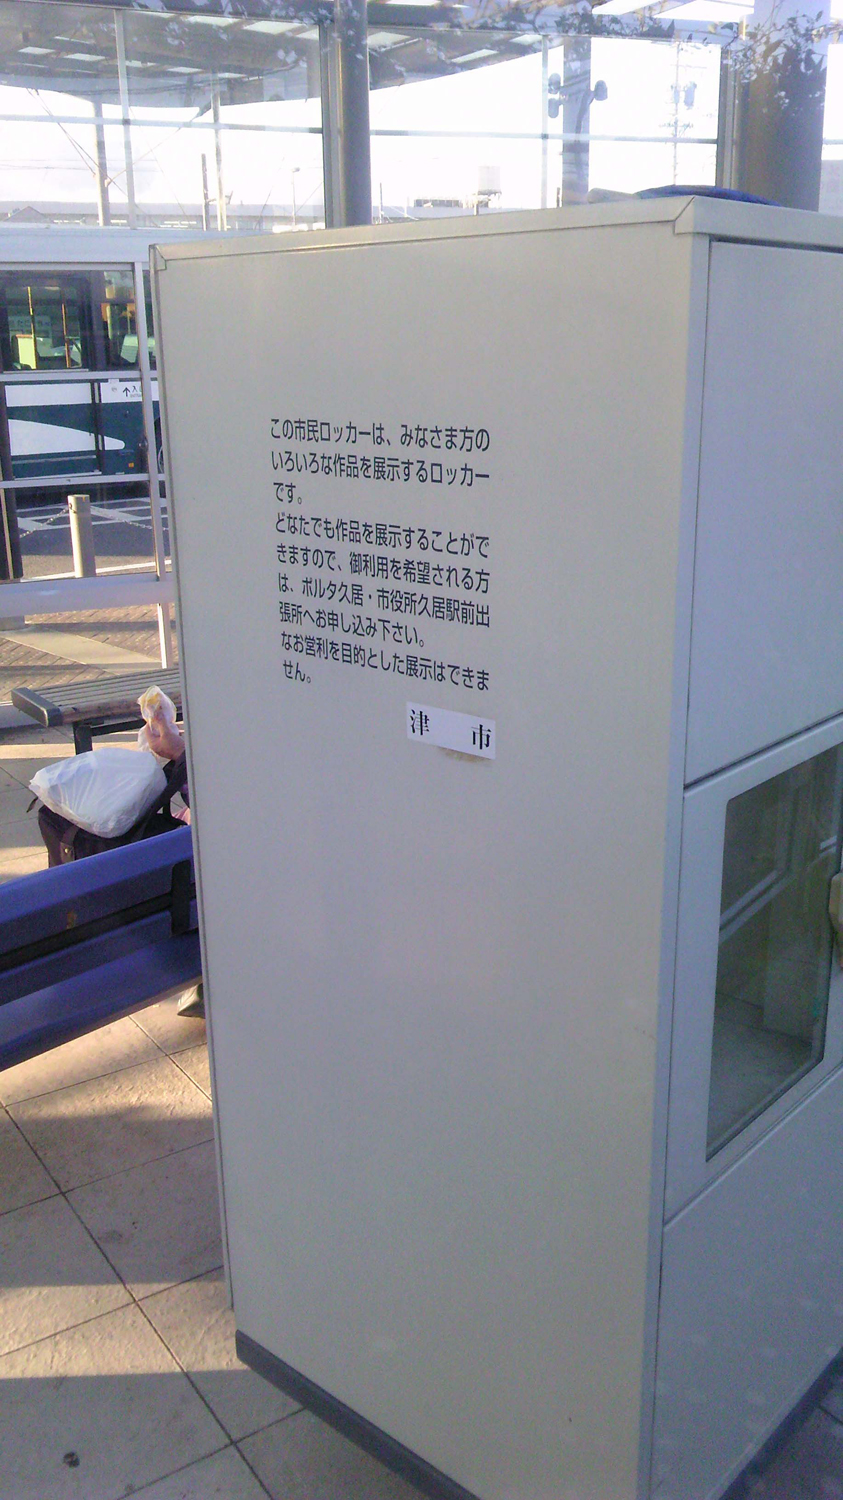 この市民ロッカーは、みなさま方の
いろいろな作品を展示するロッカー
です。
どなたでも作品を展示することがで
きますので、御利用を希望される方
は、ポルタ久居・市役所久居駅前出
張所へお申し込み下さい。
なお営利を目的とした展示はできま
せん。
津　市